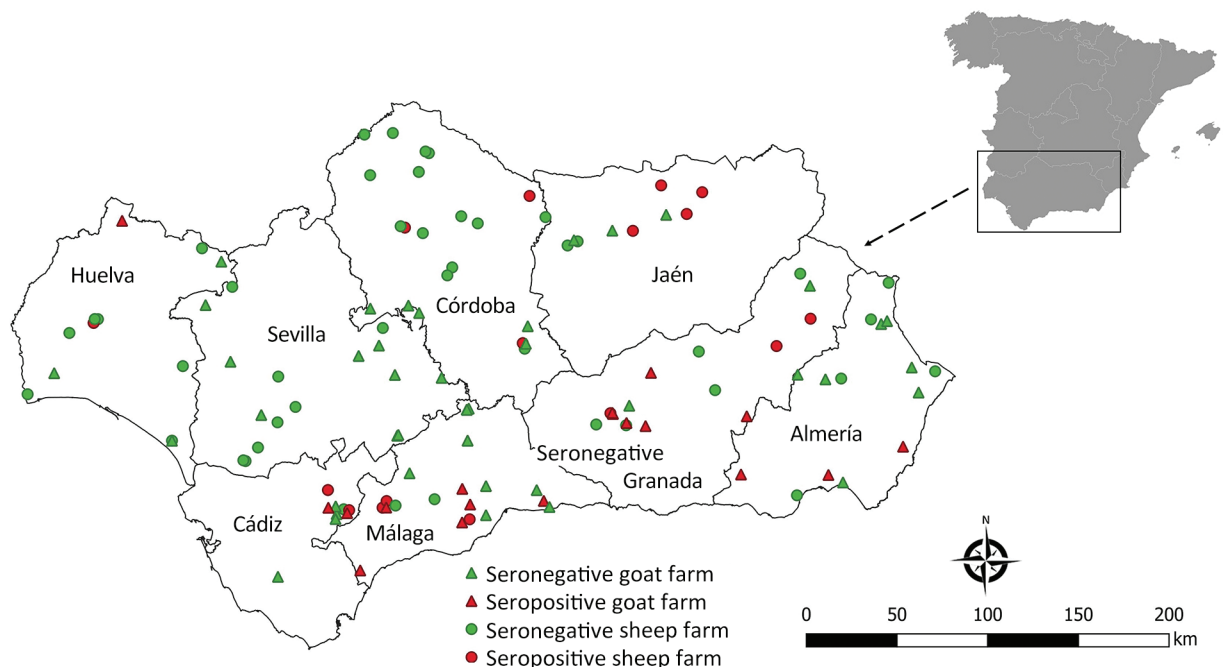 Huelva
Sevilla
Córdoba
Jaén
Seronegative
Granada
Almería
Cádiz
Málaga
Seronegative goat farm
Seropositive goat farm
Seronegative sheep farm
Seropositive sheep farm
N
0 50 100 150 200
km